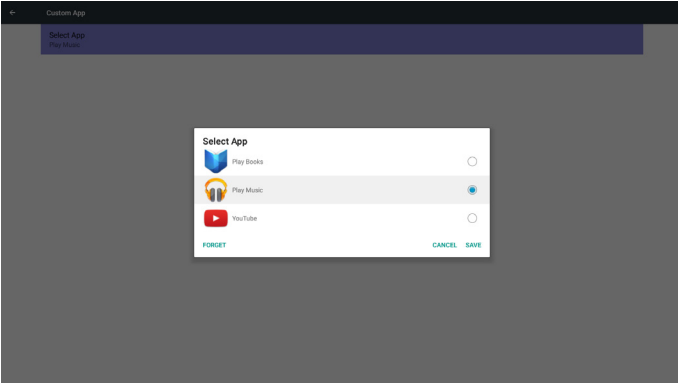 Custom App
Select App
Play Music
Select App
Play Books
Play Music
YouTube
FORGET CANCEL SAVE